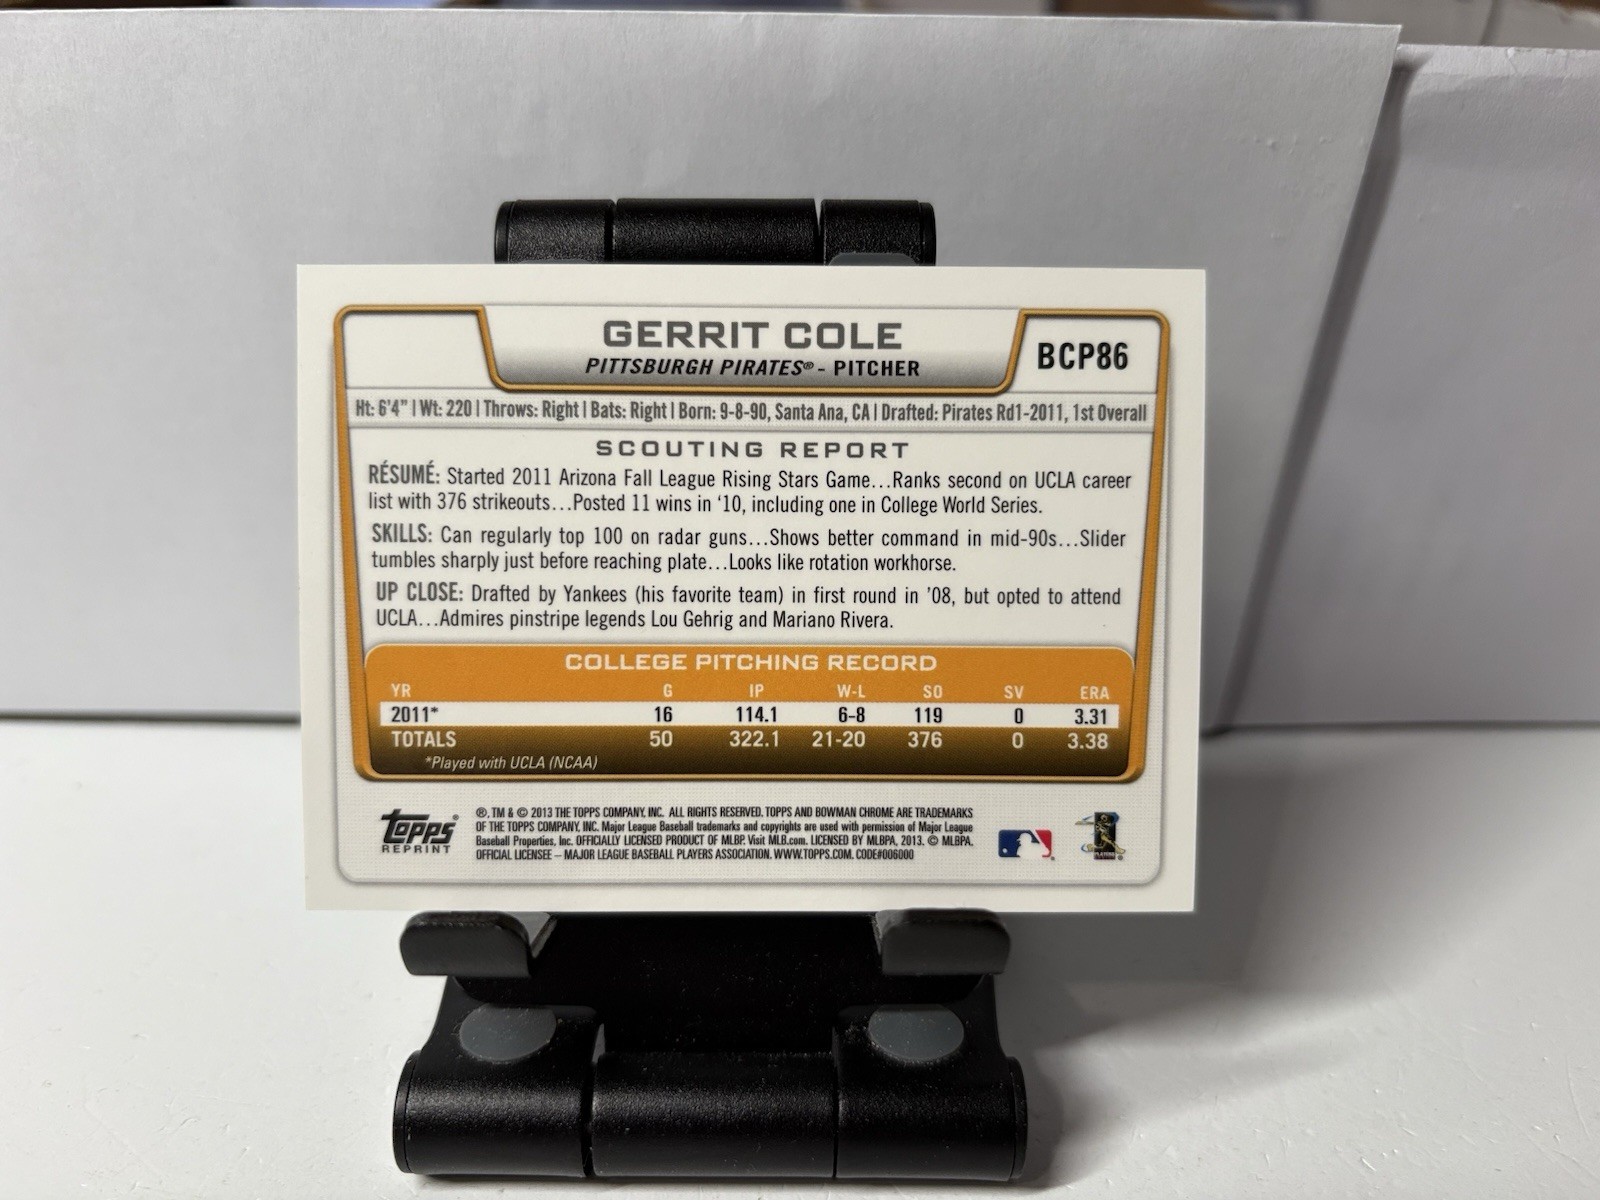 GERRIT COLE
PITTSBURGH PIRATES® - PITCHER
BCP86
Ht: 6'4" | Wt: 220 | Throws: Right | Bats: Right | Born: 9-8-90, Santa Ana, CA | Drafted: Pirates Rd1-2011, 1st Overall
SCOUTING REPORT
RÉSUMÉ: Started 2011 Arizona Fall League Rising Stars Game...Ranks second on UCLA career
list with 376 strikeouts...Posted 11 wins in '10, including one in College World Series.
SKILLS: Can regularly top 100 on radar guns...Shows better command in mid-90s...Slider
tumbles sharply just before reaching plate...Looks like rotation workhorse.
UP CLOSE: Drafted by Yankees (his favorite team) in first round in '08, but opted to attend
UCLA...Admires pinstripe legends Lou Gehrig and Mariano Rivera.
COLLEGE PITCHING RECORD
YR G IP W-L SO SV ERA
2011* 16 114.1 6-8 119 0 3.31
TOTALS 50 322.1 21-20 376 0 3.38
*Played with UCLA (NCAA)
Topps®
REPRINT
®, TM & © 2013 THE TOPPS COMPANY, INC. ALL RIGHTS RESERVED. TOPPS AND BOWMAN CHROME ARE TRADEMARKS
OF THE TOPPS COMPANY, INC. Major League Baseball trademarks and copyrights are used with permission of Major League
Baseball Properties, Inc. OFFICIALLY LICENSED PRODUCT OF MLBP. Visit MLB.com. LICENSED BY MLBPA, 2013. © MLBPA.
OFFICIAL LICENSEE – MAJOR LEAGUE BASEBALL PLAYERS ASSOCIATION. WWW.TOPPS.COM. CODE#006000